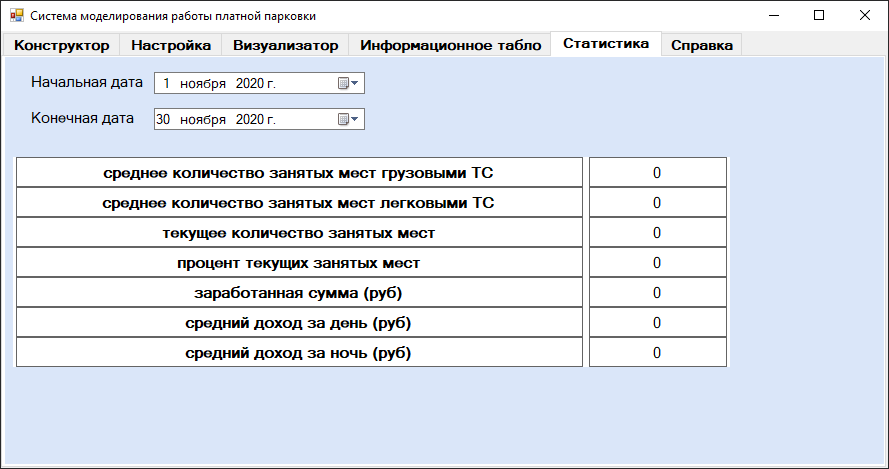 Система моделирования работы платной парковки
Конструктор Настройка Визуализатор Информационное табло Статистика Справка
Начальная дата 1 ноября 2020 г.
Конечная дата 30 ноября 2020 г.
среднее количество занятых мест грузовыми ТС 0
среднее количество занятых мест легковыми ТС 0
текущее количество занятых мест 0
процент текущих занятых мест 0
заработанная сумма (руб) 0
средний доход за день (руб) 0
средний доход за ночь (руб) 0